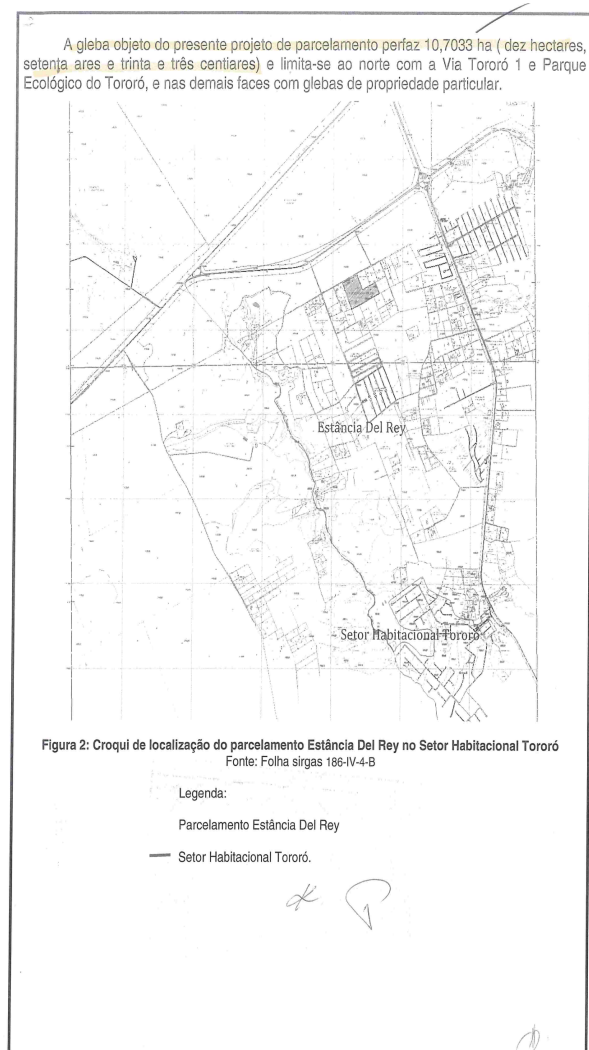 A gleba objeto do presente projeto de parcelamento perfaz 10,7033 ha ( dez hectares,
setenta ares e trinta e três centiares) e limita-se ao norte com a Via Tororó 1 e Parque
Ecológico do Tororó, e nas demais faces com glebas de propriedade particular.
Estância Del Rey
Setor Habitacional Tororó
Figura 2: Croqui de localização do parcelamento Estância Del Rey no Setor Habitacional Tororó
Fonte: Folha sirgas 186-IV-4-B
Legenda:
Parcelamento Estância Del Rey
Setor Habitacional Tororó.